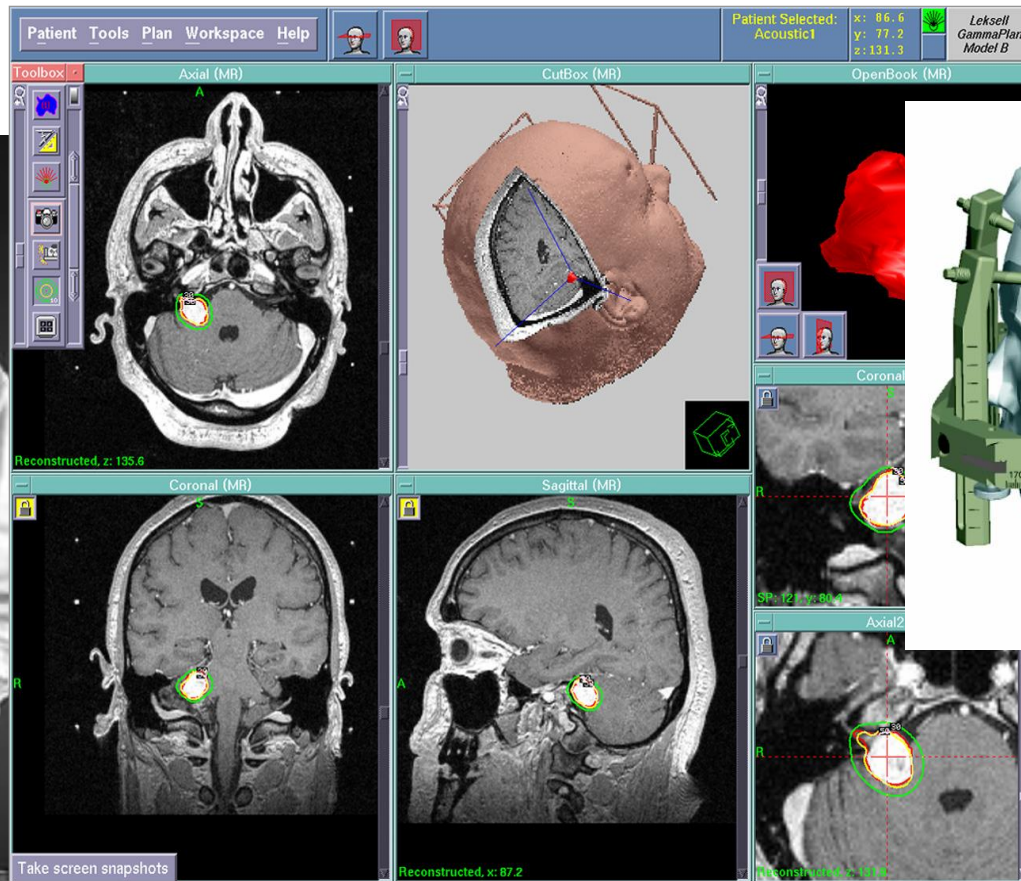 Patient Tools Plan Workspace Help
Patient Selected:
Acoustic1
x: 86.6
y: 77.2
z:131.3
Leksell
GammaPlan
Model B
Toolbox
Axial (MR)
CutBox (MR)
OpenBook (MR)
A
Reconstructed, z: 135.6
Coronal (MR)
Sagittal (MR)
Coronal
S
S
R
A
R
Axial2
A
R
Take screen snapshots
Reconstructed, x: 87.2